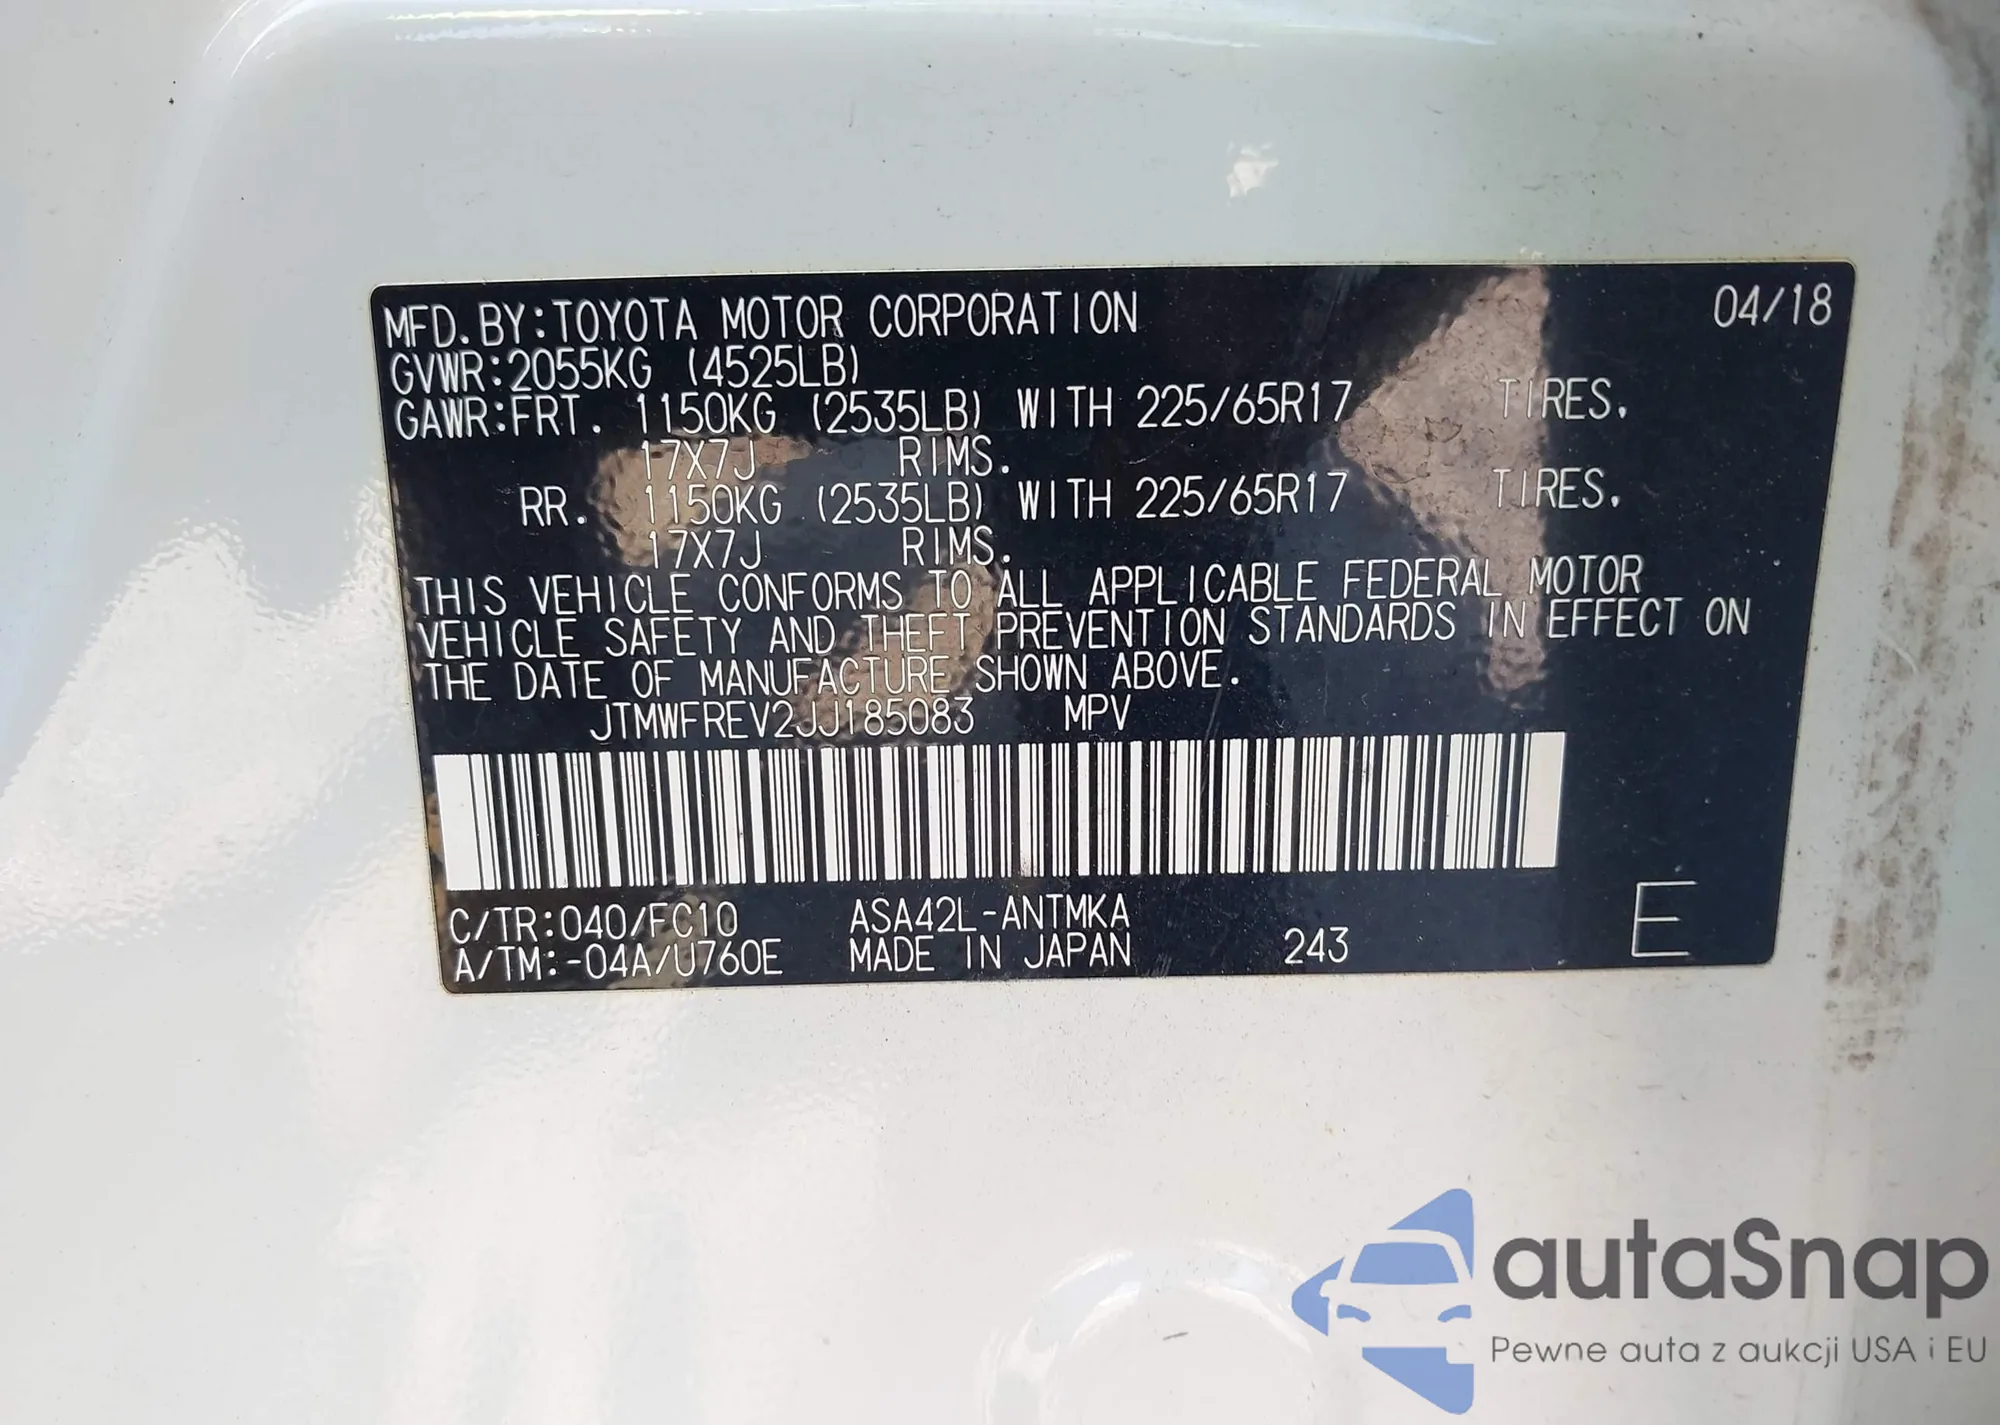 MFD.BY:TOYOTA MOTOR CORPORATION 04/18
GVWR:2055KG (4525LB)
GAWR:FRT. 1150KG (2535LB) WITH 225/65R17 TIRES.
17X7J RIMS.
RR. 1150KG (2535LB) WITH 225/65R17 TIRES.
17X7J RIMS.
THIS VEHICLE CONFORMS TO ALL APPLICABLE FEDERAL MOTOR
VEHICLE SAFETY AND THEFT PREVENTION STANDARDS IN EFFECT ON
THE DATE OF MANUFACTURE SHOWN ABOVE.
JTMWFREV2JJ185083 MPV
C/TR:040/FC10 ASA42L-ANTMKA
A/TM:-04A/U760E MADE IN JAPAN 243 E
autaSnap
Pewne auta z aukcji USA i EU